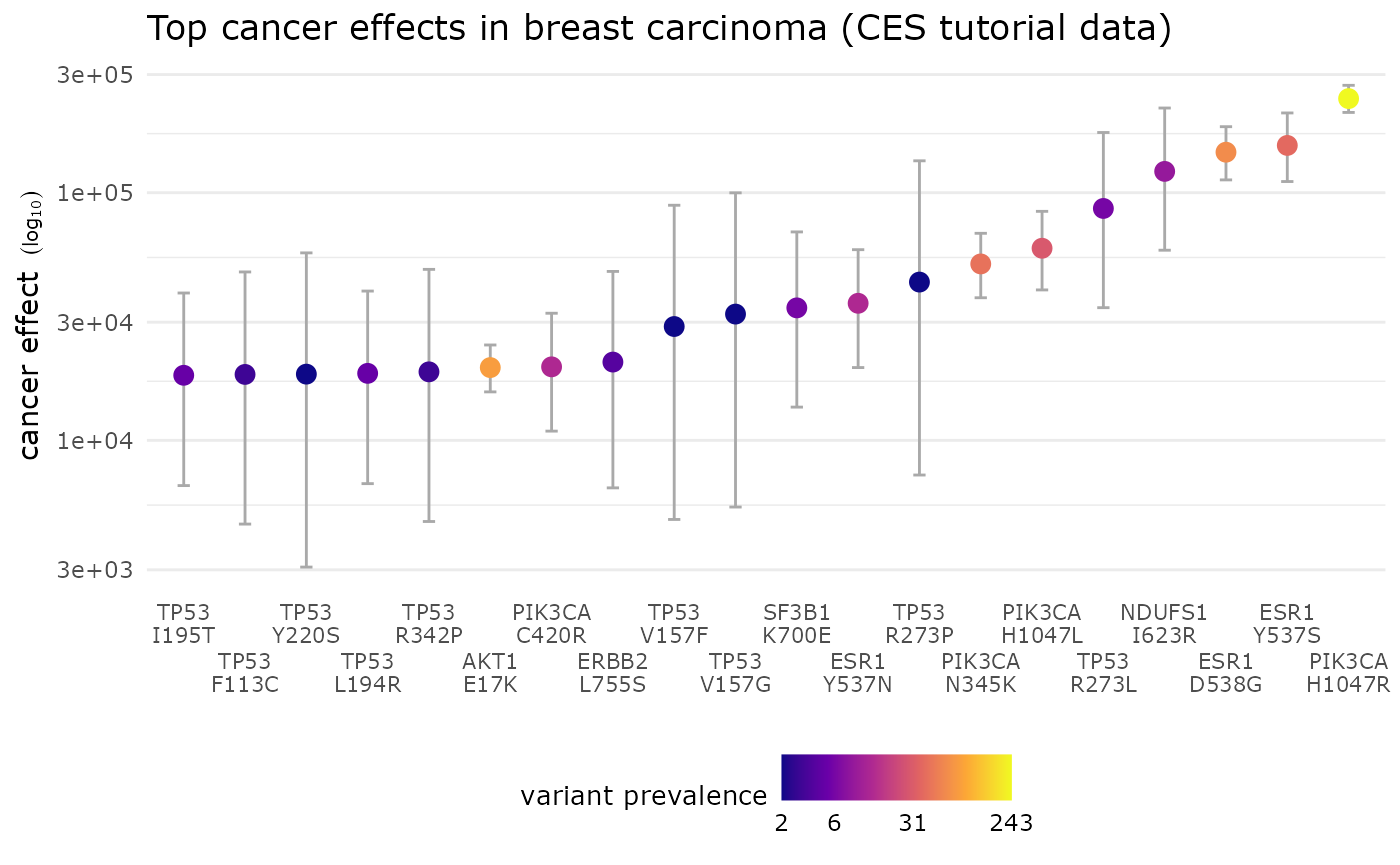 Top cancer effects in breast carcinoma (CES tutorial data)
cancer effect (log₁₀)
3e+05
1e+05
3e+04
1e+04
3e+03
TP53
I195T
TP53
F113C
TP53
Y220S
TP53
L194R
TP53
R342P
AKT1
E17K
PIK3CA
C420R
ERBB2
L755S
TP53
V157F
TP53
V157G
SF3B1
K700E
ESR1
Y537N
TP53
R273P
PIK3CA
N345K
PIK3CA
H1047L
TP53
R273L
NDUFS1
I623R
ESR1
D538G
ESR1
Y537S
PIK3CA
H1047R
variant prevalence
2 6 31 243